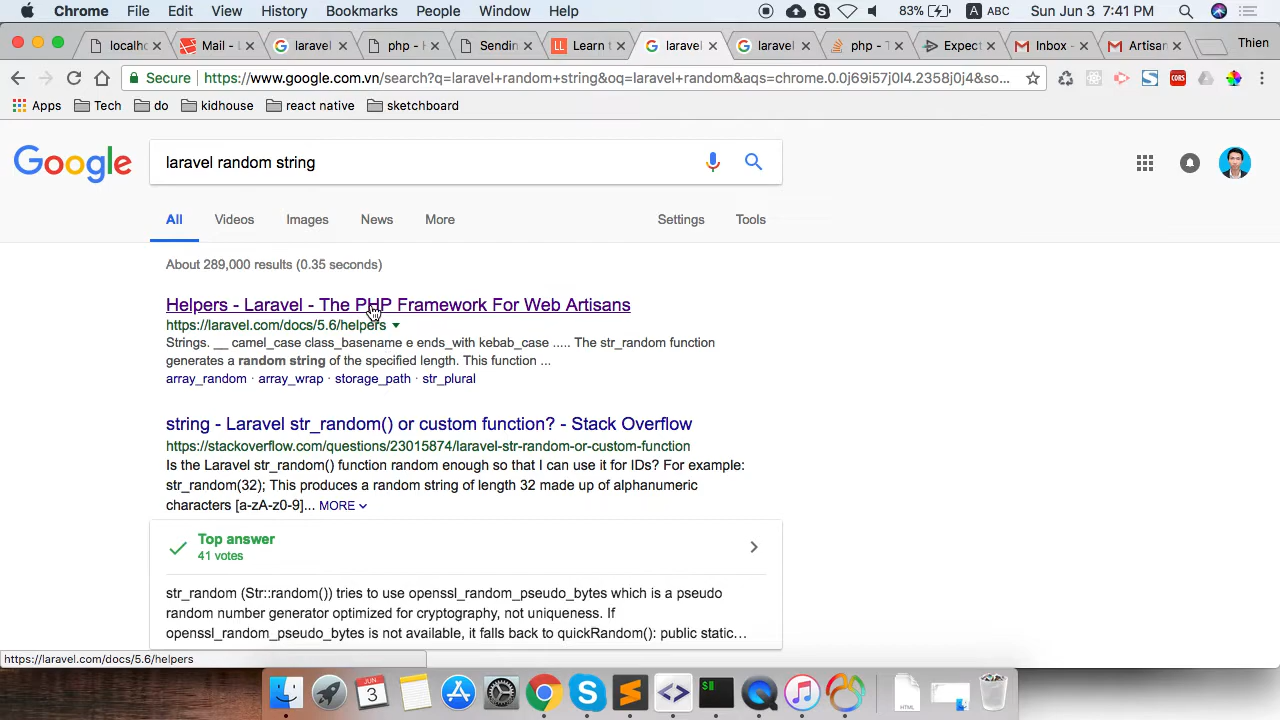 Chrome File Edit View History Bookmarks People Window Help 83% A ABC Sun Jun 3 7:41 PM
localh Mail - L laravel php - H Sendin LL Learn t laravel laravel php - T Expect Inbox - Artisan Thien
Secure https://www.google.com.vn/search?q=laravel+random+string&oq=laravel+random&aqs=chrome.0.0j69i57j0l4.2358j0j4&so... CORS
Apps Tech do kidhouse react native sketchboard
Google laravel random string
All Videos Images News More Settings Tools
About 289,000 results (0.35 seconds)
Helpers - Laravel - The PHP Framework For Web Artisans
https://laravel.com/docs/5.6/helpers
Strings. __ camel_case class_basename e ends_with kebab_case ..... The str_random function
generates a random string of the specified length. This function ...
array_random · array_wrap · storage_path · str_plural
string - Laravel str_random() or custom function? - Stack Overflow
https://stackoverflow.com/questions/23015874/laravel-str-random-or-custom-function
Is the Laravel str_random() function random enough so that I can use it for IDs? For example:
str_random(32); This produces a random string of length 32 made up of alphanumeric
characters [a-zA-z0-9]... MORE
Top answer
41 votes
str_random (Str::random()) tries to use openssl_random_pseudo_bytes which is a pseudo
random number generator optimized for cryptography, not uniqueness. If
openssl_random_pseudo_bytes is not available, it falls back to quickRandom(): public static…
https://laravel.com/docs/5.6/helpers
JUN
3
HTML